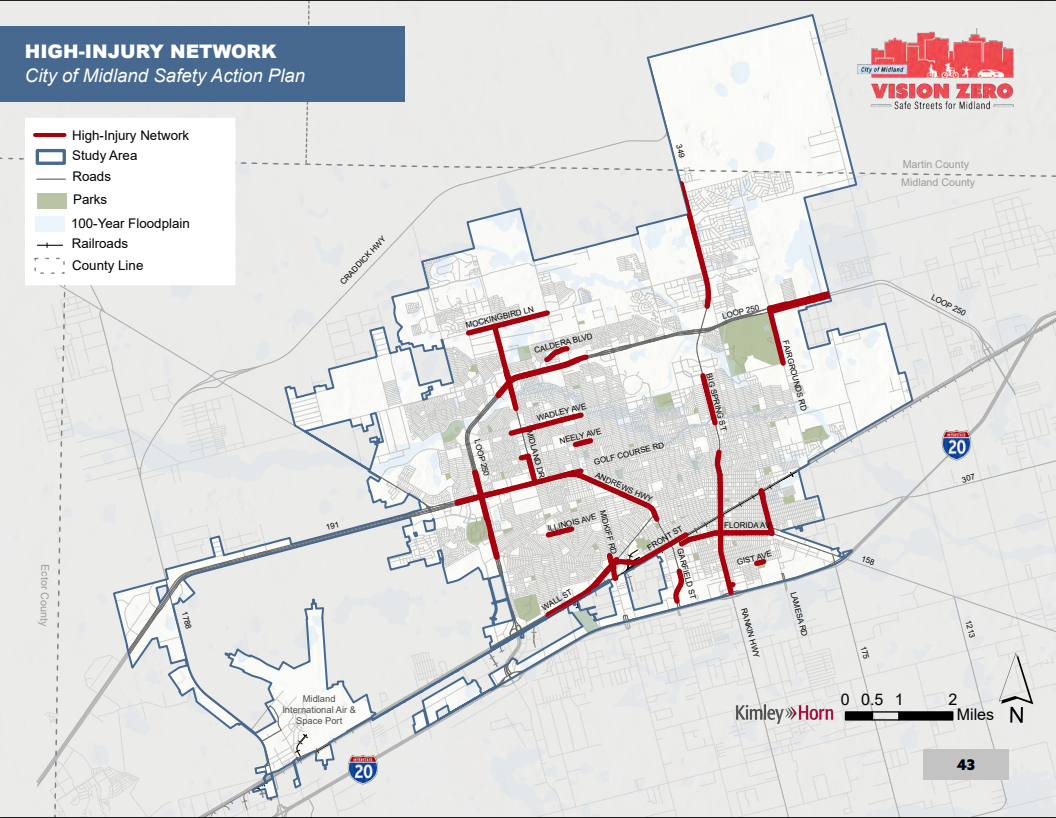 HIGH-INJURY NETWORK
City of Midland Safety Action Plan
City of Midland
VISION ZERO
Safe Streets for Midland
High-Injury Network
Study Area
Roads
Parks
100-Year Floodplain
Railroads
County Line
349
Martin County
Midland County
CRADDICK HWY
LOOP 250
LOOP 250
MOCKINGBIRD LN
CALDERA BLVD
FAIRGROUNDS RD
BIG SPRING ST
WADLEY AVE
NEELY AVE
MIDLAND DR
GOLF COURSE RD
LOOP 250
ANDREWS HWY
INTERSTATE
20
307
191
ILLINOIS AVE
MIDKIFF RD
FRONT ST
FLORIDA AV
GARFIELD ST
GIST AVE
158
Ector County
WALL ST
1788
RANKIN HWY
LAMESA RD
175
1213
Midland
International Air &
Space Port
Kimley»Horn
0 0.5 1 2
Miles
N
INTERSTATE
20
43